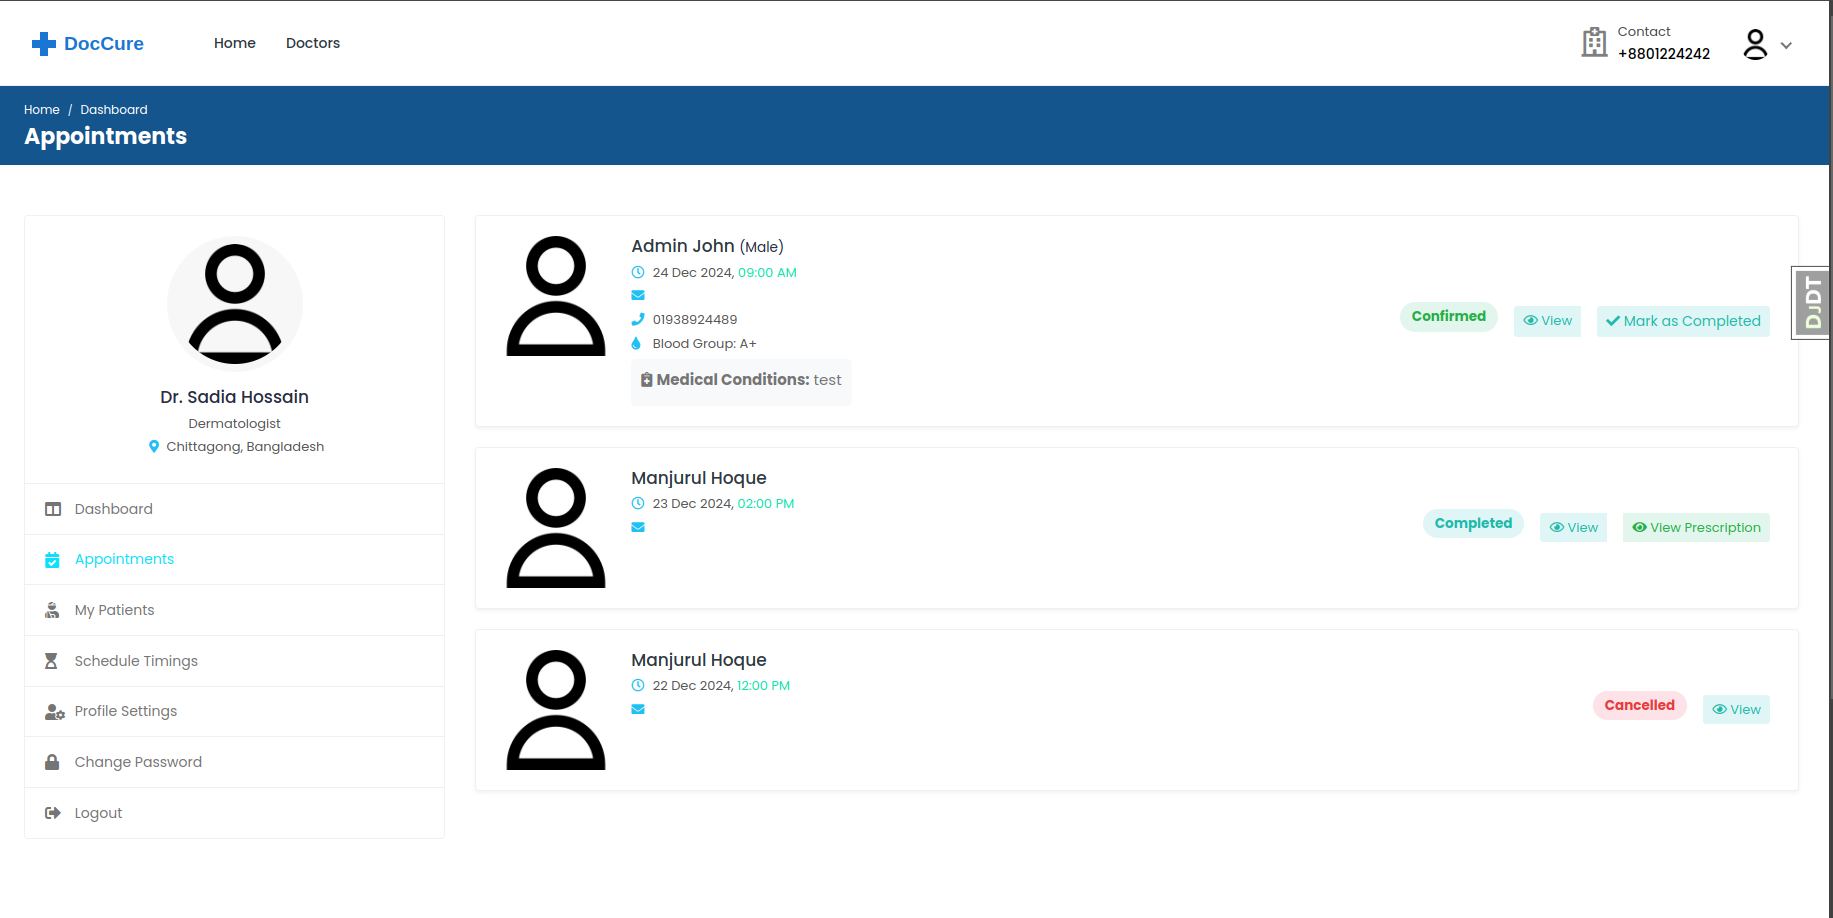 DocCure
Home
Doctors
Contact
+8801224242
Home / Dashboard
Appointments
Dr. Sadia Hossain
Dermatologist
Chittagong, Bangladesh
Dashboard
Appointments
My Patients
Schedule Timings
Profile Settings
Change Password
Logout
Admin John (Male)
24 Dec 2024, 09:00 AM
01938924489
Blood Group: A+
Medical Conditions: test
Confirmed
View
Mark as Completed
Manjurul Hoque
23 Dec 2024, 02:00 PM
Completed
View
View Prescription
Manjurul Hoque
22 Dec 2024, 12:00 PM
Cancelled
View
DJDT